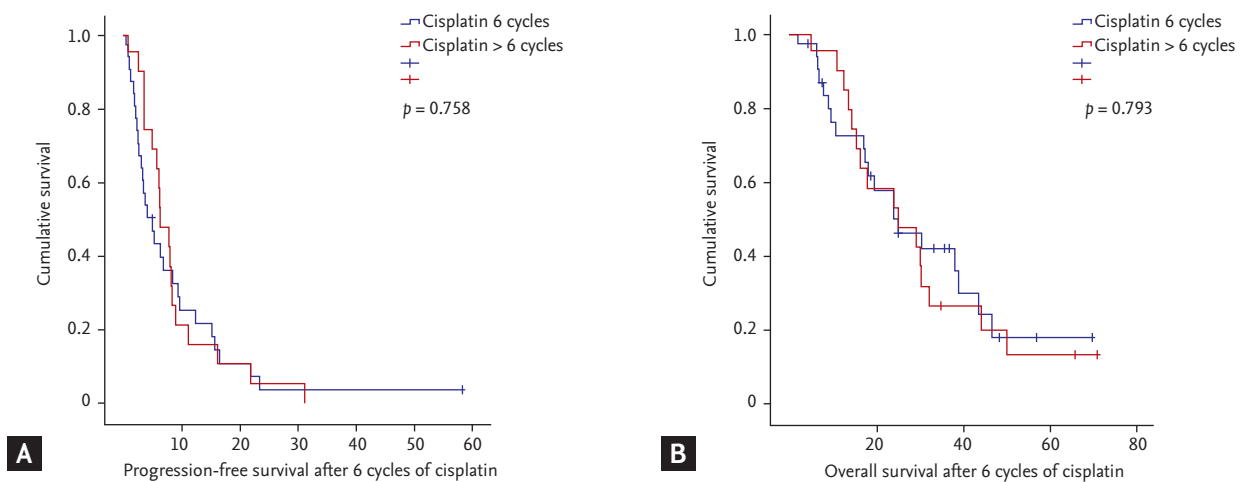 Cisplatin 6 cycles
Cisplatin > 6 cycles
p = 0.758
1.0
0.8
0.6
0.4
0.2
0
Cumulative survival
10 20 30 40 50 60
Progression-free survival after 6 cycles of cisplatin
A
Cisplatin 6 cycles
Cisplatin > 6 cycles
p = 0.793
1.0
0.8
0.6
0.4
0.2
0
Cumulative survival
20 40 60 80
Overall survival after 6 cycles of cisplatin
B